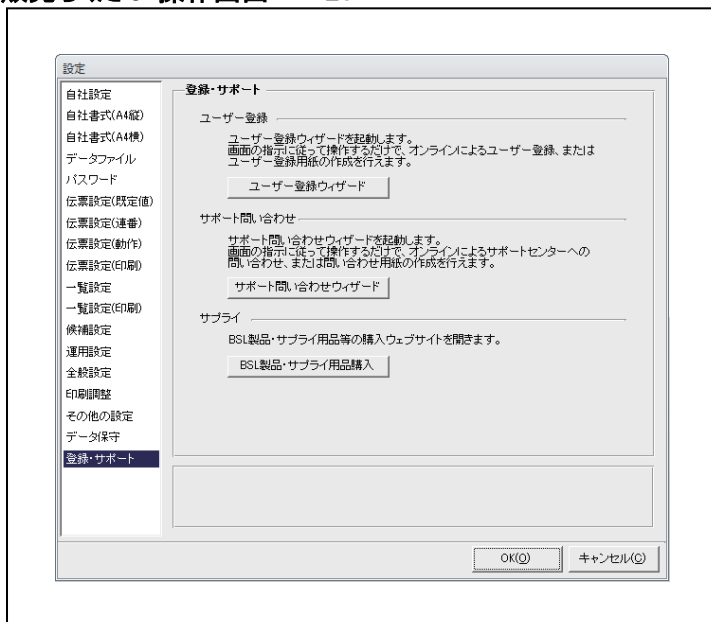 設定
自社設定
自社書式(A4縦)
自社書式(A4横)
データファイル
パスワード
伝票設定(既定値)
伝票設定(連番)
伝票設定(動作)
伝票設定(印刷)
一覧設定
一覧設定(印刷)
候補設定
運用設定
全般設定
印刷調整
その他の設定
データ保守
登録・サポート
登録・サポート
ユーザー登録
ユーザー登録ウィザードを起動します。
画面の指示に従って操作するだけで、オンラインによるユーザー登録、または
ユーザー登録用紙の作成を行えます。
ユーザー登録ウィザード
サポート問い合わせ
サポート問い合わせウィザードを起動します。
画面の指示に従って操作するだけで、オンラインによるサポートセンターへの
問い合わせ、または問い合わせ用紙の作成を行えます。
サポート問い合わせウィザード
サプライ
BSL製品・サプライ用品等の購入ウェブサイトを開きます。
BSL製品・サプライ用品購入
OK(O)
キャンセル(C)